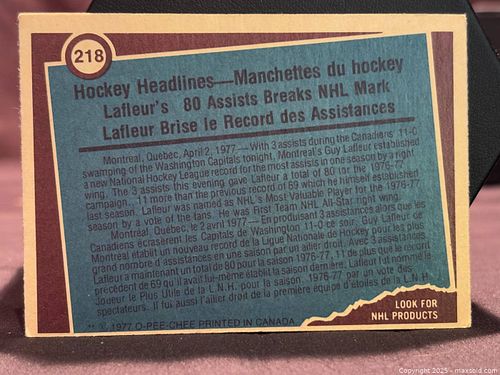 218
Hockey Headlines—Manchettes du hockey
Lafleur's 80 Assists Breaks NHL Mark
Lafleur Brise le Record des Assistances
Montreal, Quebec, April 2, 1977—With 3 assists during the Canadiens' 11-0
swamping of the Washington Capitals tonight, Montreal's Guy Lafleur established
a new National Hockey League record for the most assists in one season by a right
wing. The 3 assists this evening gave Lafleur a total of 80 for the 1976-77
campaign.. 11 more than the previous record of 69 which he himself established
last season. Lafleur was named as NHL's Most Valuable Player for the 1976-77
season by a vote of the fans. He was First Team NHL All-Star right wing.
Montréal, Québec, le 2 avril 1977—En produisant 3 assistances alors que les
Canadiens écrasèrent les Capitals de Washington 11-0 ce soir, Guy Lafleur de
Montréal établit un nouveau record de la Ligue Nationale de Hockey pour les plus
grand nombre d'assistances en une saison par un ailier droit. Avec 3 assistances
Lafleur a maintenant un total de 80 pour la saison 1976-77, 11 de plus que le record
précédent de 69 qu'il avait lui-même établit la saison dernière. Lafleur fut nommé le
Joueur le Plus Utile de la L.N.H. pour la saison. 1976-77 par un vote des
spectateurs. Il fut aussi l'ailier droit de la première équipe d'étoiles de la L.N.H.
** © 1977 O-PEE-CHEE PRINTED IN CANADA
LOOK FOR
NHL PRODUCTS
Copyright 2025 - maxsold.com